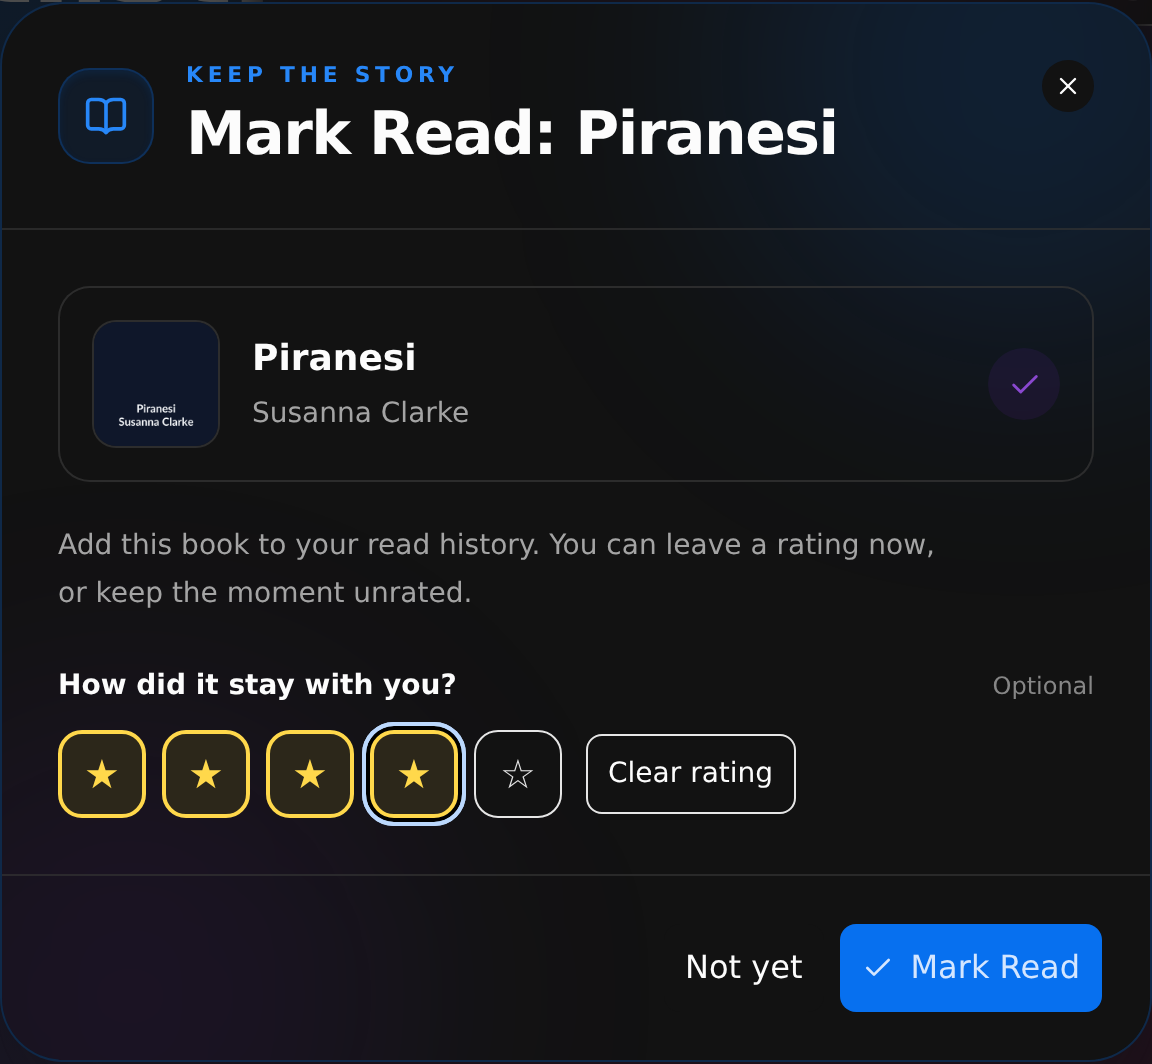 KEEP THE STORY
Mark Read: Piranesi
Piranesi
Susanna Clarke
Piranesi
Susanna Clarke
Add this book to your read history. You can leave a rating now,
or keep the moment unrated.
How did it stay with you?
Optional
Clear rating
Not yet
Mark Read